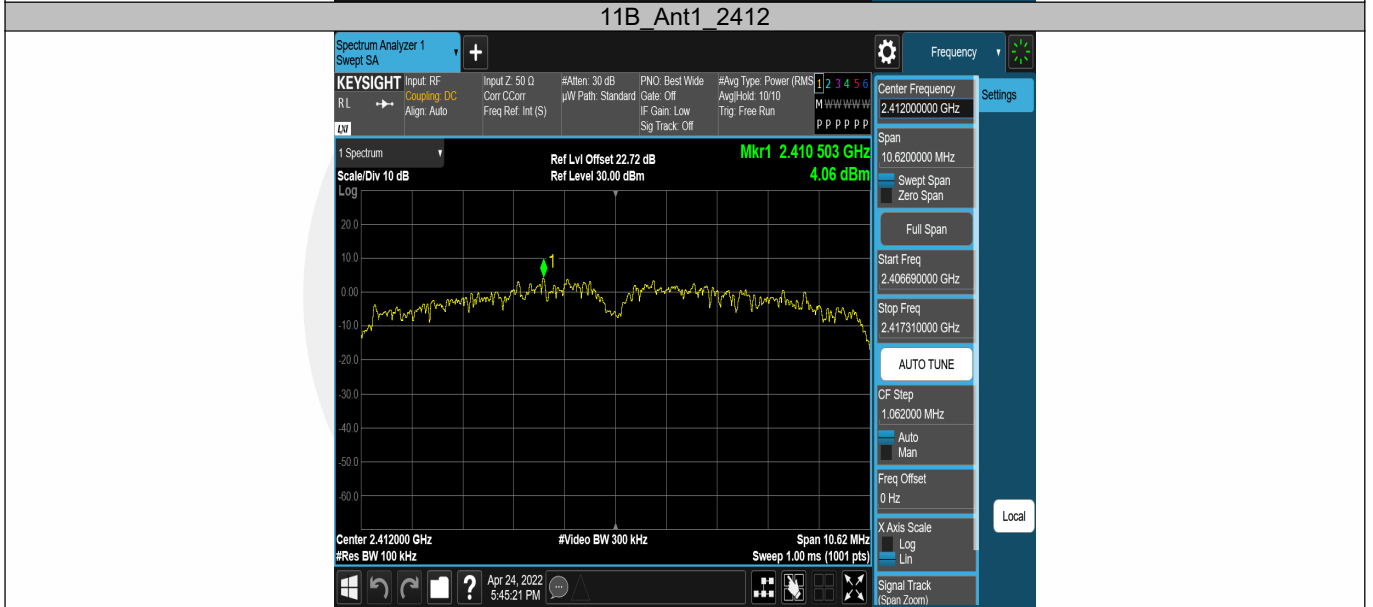 11B_Ant1_2412
Spectrum Analyzer 1
Swept SA
Frequency
KEYSIGHT
Input: RF
Input Z: 50 Ω
#Atten: 30 dB
PNO: Best Wide
#Avg Type: Power (RMS
1 2 3 4 5 6
R L
Coupling: DC
Corr CCorr
µW Path: Standard
Gate: Off
Avg|Hold: 10/10
M W W W W W
Align: Auto
Freq Ref: Int (S)
IF Gain: Low
Trig: Free Run
Sig Track: Off
P P P P P P
LXI
1 Spectrum
Ref Lvl Offset 22.72 dB
Mkr1 2.410 503 GHz
Scale/Div 10 dB
Ref Level 30.00 dBm
4.06 dBm
Log
20.0
10.0
1
0.00
-10.0
-20.0
-30.0
-40.0
-50.0
-60.0
Center 2.412000 GHz
#Video BW 300 kHz
Span 10.62 MHz
#Res BW 100 kHz
Sweep 1.00 ms (1001 pts)
Apr 24, 2022
5:45:21 PM
Center Frequency
2.412000000 GHz
Settings
Span
10.6200000 MHz
Swept Span
Zero Span
Full Span
Start Freq
2.406690000 GHz
Stop Freq
2.417310000 GHz
AUTO TUNE
CF Step
1.062000 MHz
Auto
Man
Freq Offset
0 Hz
Local
X Axis Scale
Log
Lin
Signal Track
(Span Zoom)